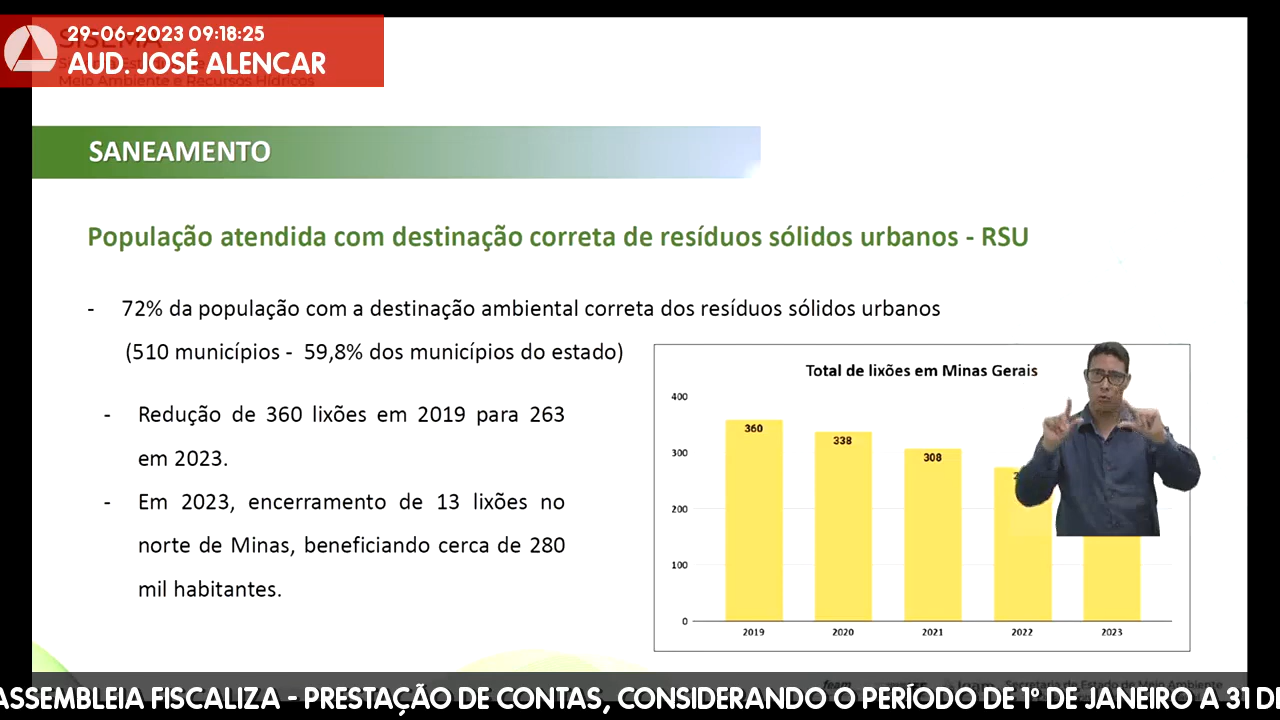 29-06-2023 09:18:25
AUD. JOSÉ ALENCAR
Meio Ambiente e Recursos Hídricos
SANEAMENTO
População atendida com destinação correta de resíduos sólidos urbanos - RSU
- 72% da população com a destinação ambiental correta dos resíduos sólidos urbanos
(510 municípios - 59,8% dos municípios do estado)
- Redução de 360 lixões em 2019 para 263
em 2023.
- Em 2023, encerramento de 13 lixões no
norte de Minas, beneficiando cerca de 280
mil habitantes.
Total de lixões em Minas Gerais
400
300
200
100
0
360
338
308
2019
2020
2021
2022
2023
feam
Secretaria de Estado de Meio Ambiente
ASSEMBLEIA FISCALIZA - PRESTAÇÃO DE CONTAS, CONSIDERANDO O PERÍODO DE 1º DE JANEIRO A 31 DE